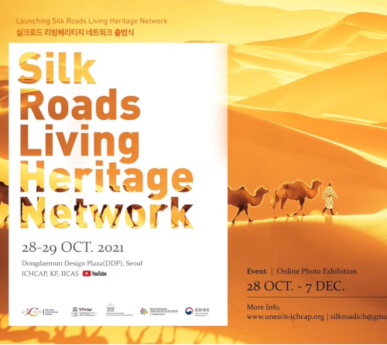 Launching Silk Roads Living Heritage Network
실크로드 리빙헤리티지 네트워크 출범식
Silk
Roads
Living
Heritage
Network
28-29 OCT. 2021
Dongdaemun Design Plaza(DDP), Seoul
ICHCAP, KF, IICAS YouTube
Event | Online Photo Exhibition
28 OCT. - 7 DEC.
More Info.
www.unesco-ichcap.org | silkroadich@gma